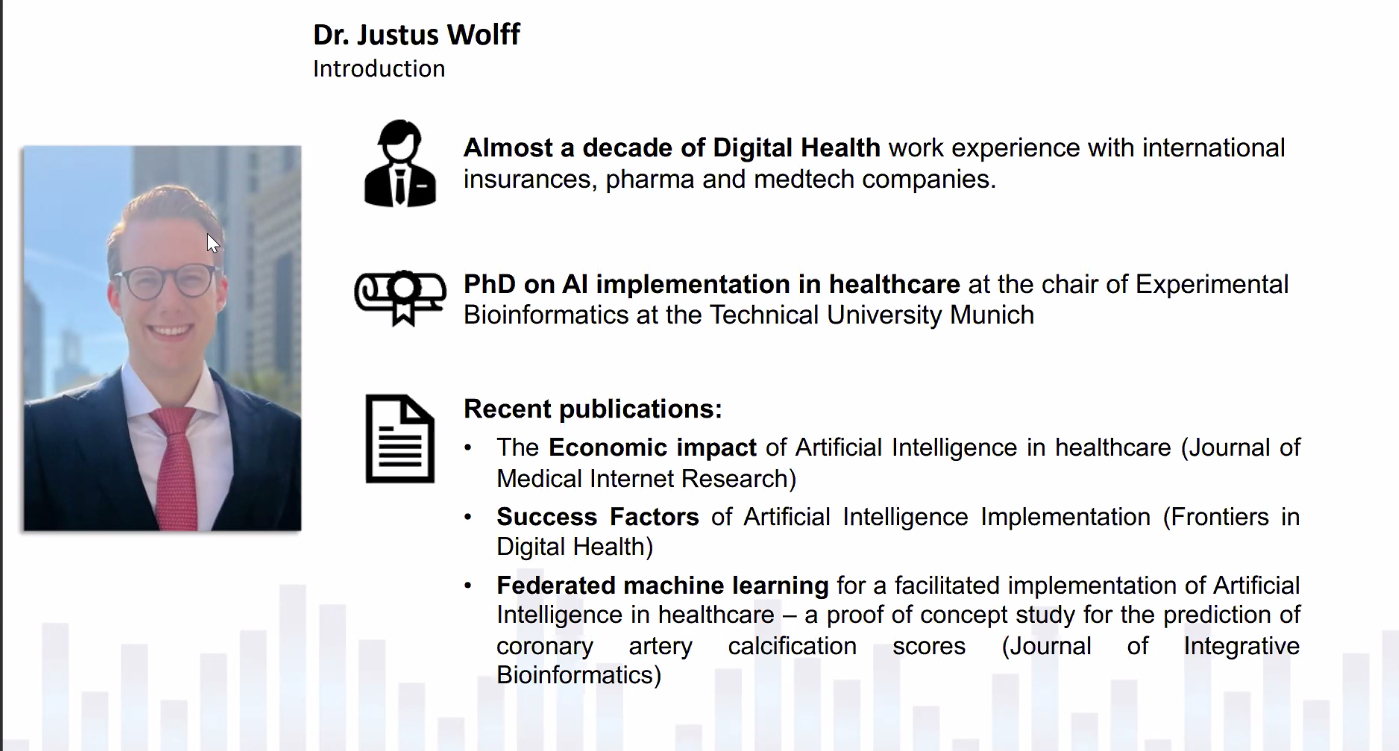 Dr. Justus Wolff
Introduction
Almost a decade of Digital Health work experience with international
insurances, pharma and medtech companies.
PhD on AI implementation in healthcare at the chair of Experimental
Bioinformatics at the Technical University Munich
Recent publications:
• The Economic impact of Artificial Intelligence in healthcare (Journal of
Medical Internet Research)
• Success Factors of Artificial Intelligence Implementation (Frontiers in
Digital Health)
• Federated machine learning for a facilitated implementation of Artificial
Intelligence in healthcare – a proof of concept study for the prediction of
coronary artery calcification scores (Journal of Integrative
Bioinformatics)